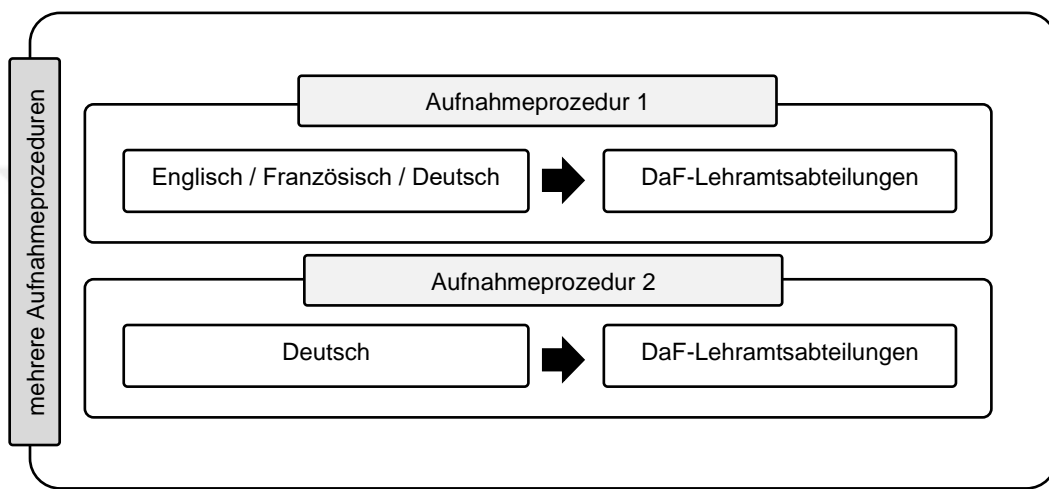 mehrere Aufnahmeprozeduren
Aufnahmeprozedur 1
Englisch / Französisch / Deutsch
DaF-Lehramtsabteilungen
Aufnahmeprozedur 2
Deutsch
DaF-Lehramtsabteilungen